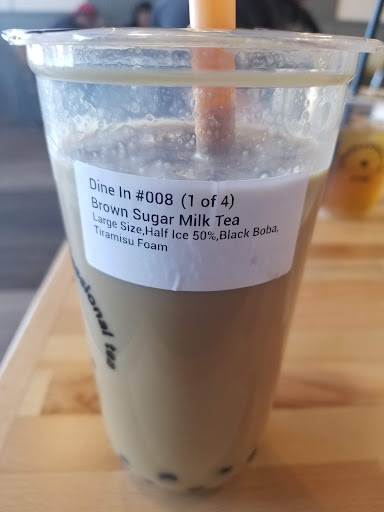 Dine In #008 (1 of 4)
Brown Sugar Milk Tea
Large Size,Half Ice 50%,Black Boba,
Tiramisu Foam
tea